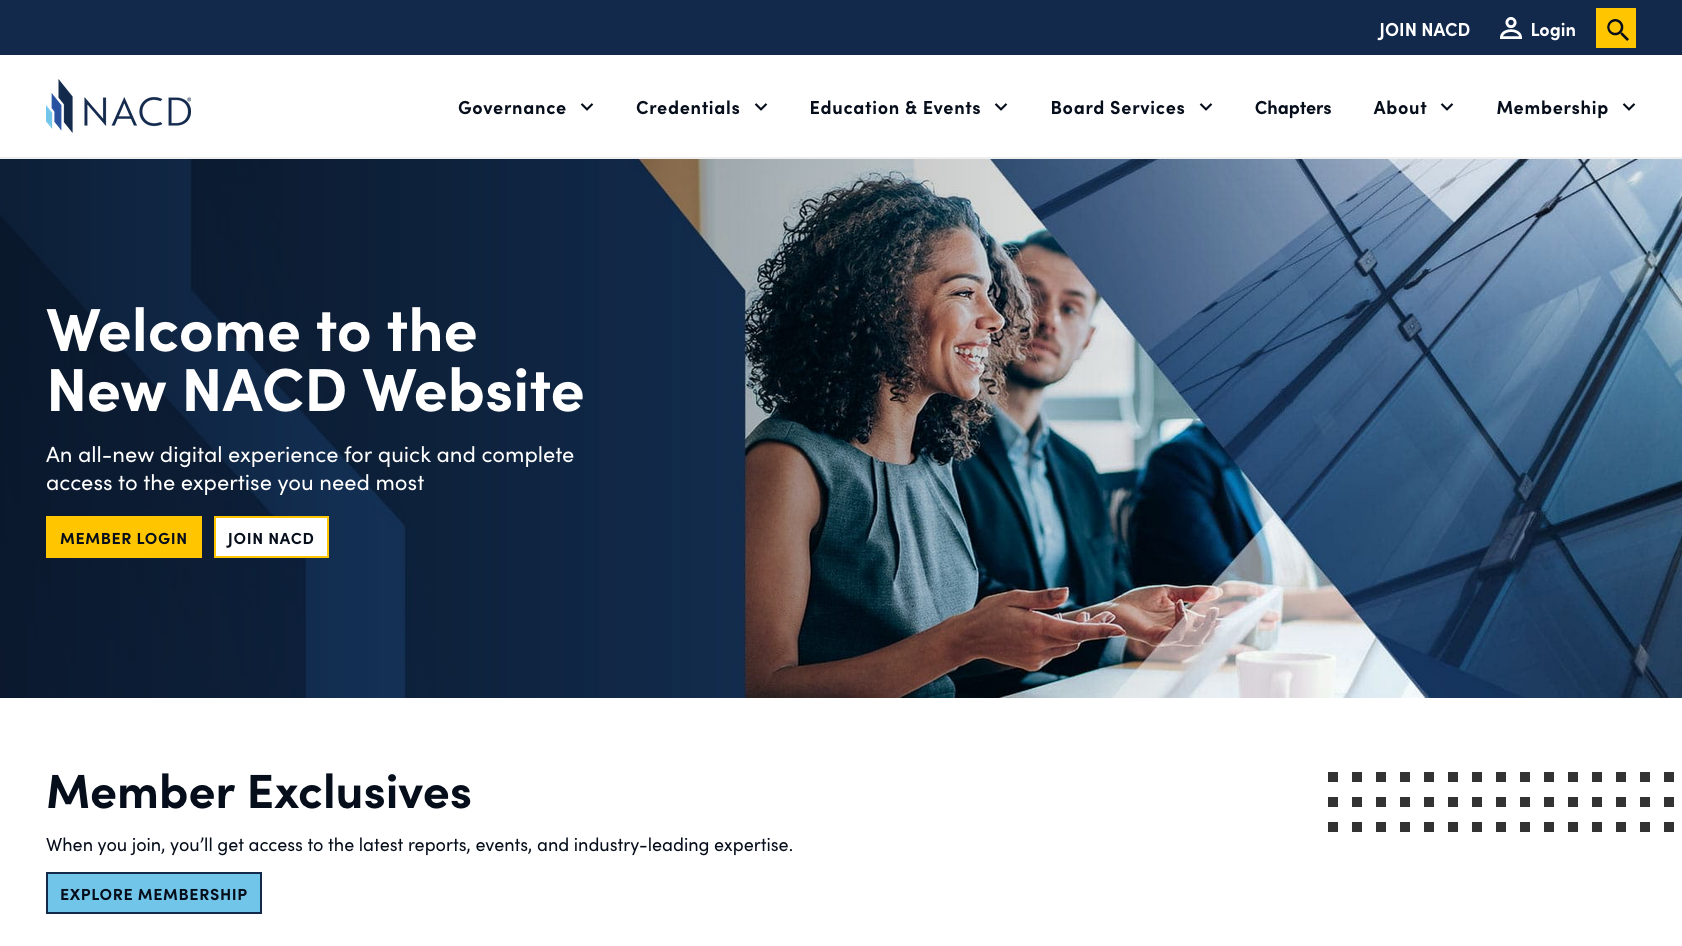 JOIN NACD Login
NACD®
Governance Credentials Education & Events Board Services Chapters About Membership
Welcome to the
New NACD Website
An all-new digital experience for quick and complete
access to the expertise you need most
MEMBER LOGIN JOIN NACD
Member Exclusives
When you join, you’ll get access to the latest reports, events, and industry-leading expertise.
EXPLORE MEMBERSHIP